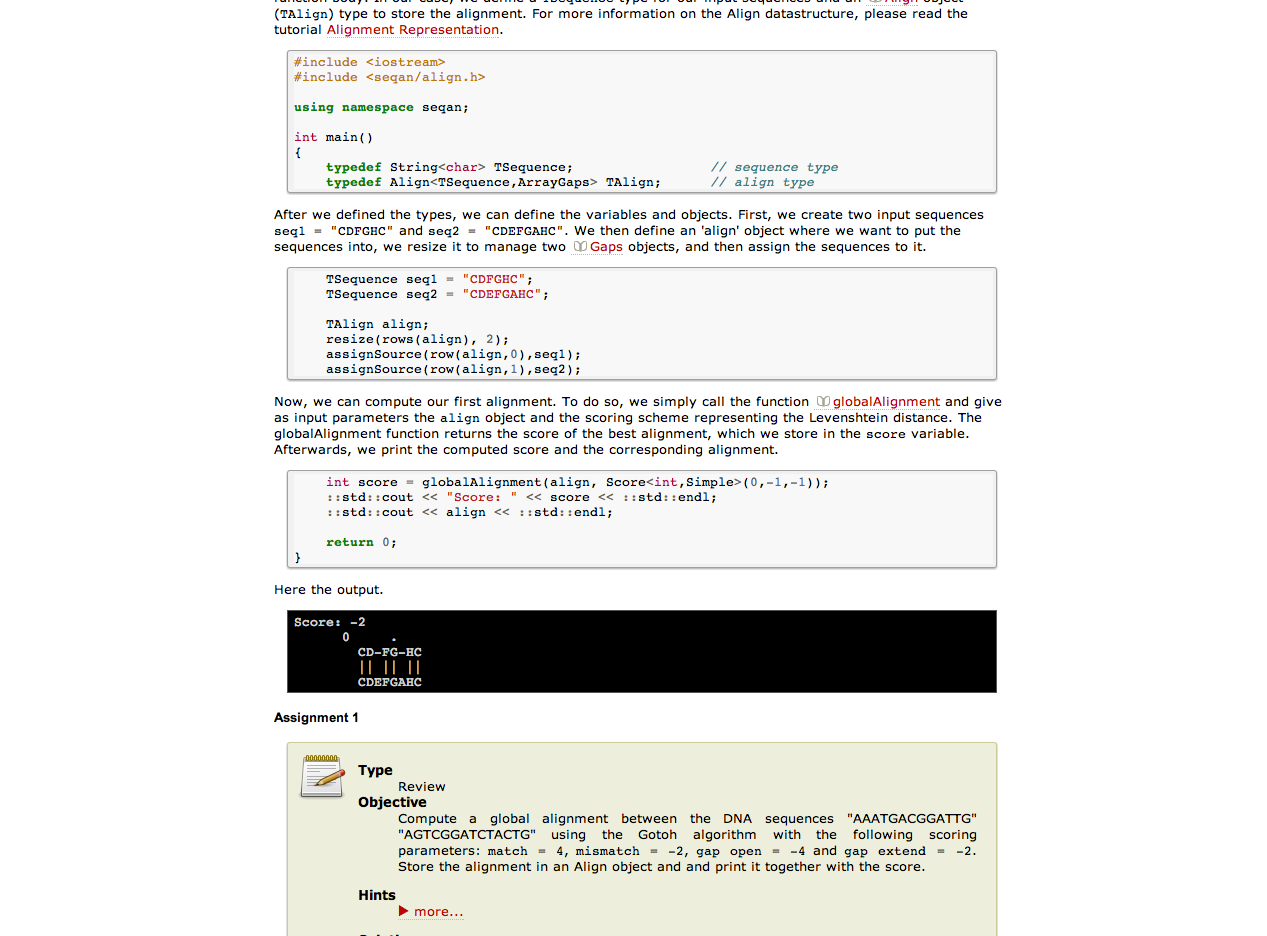 (TAlign) type to store the alignment. For more information on the Align datastructure, please read the
tutorial Alignment Representation.
#include <iostream>
#include <seqan/align.h>
using namespace seqan;
int main()
{
typedef String<char> TSequence; // sequence type
typedef Align<TSequence,ArrayGaps> TAlign; // align type
After we defined the types, we can define the variables and objects. First, we create two input sequences
seq1 = "CDFGHC" and seq2 = "CDEFGAHC". We then define an 'align' object where we want to put the
sequences into, we resize it to manage two Gaps objects, and then assign the sequences to it.
TSequence seq1 = "CDFGHC";
TSequence seq2 = "CDEFGAHC";
TAlign align;
resize(rows(align), 2);
assignSource(row(align,0),seq1);
assignSource(row(align,1),seq2);
Now, we can compute our first alignment. To do so, we simply call the function globalAlignment and give
as input parameters the align object and the scoring scheme representing the Levenshtein distance. The
globalAlignment function returns the score of the best alignment, which we store in the score variable.
Afterwards, we print the computed score and the corresponding alignment.
int score = globalAlignment(align, Score<int,Simple>(0,-1,-1));
::std::cout << "Score: " << score << ::std::endl;
::std::cout << align << ::std::endl;
return 0;
}
Here the output.
Score: -2
0 .
CD-FG-HC
|| || ||
CDEFGAHC
Assignment 1
Type
Review
Objective
Compute a global alignment between the DNA sequences "AAATGACGGATTG"
"AGTCGGATCTACTG" using the Gotoh algorithm with the following scoring
parameters: match = 4, mismatch = -2, gap open = -4 and gap extend = -2.
Store the alignment in an Align object and and print it together with the score.
Hints
more...